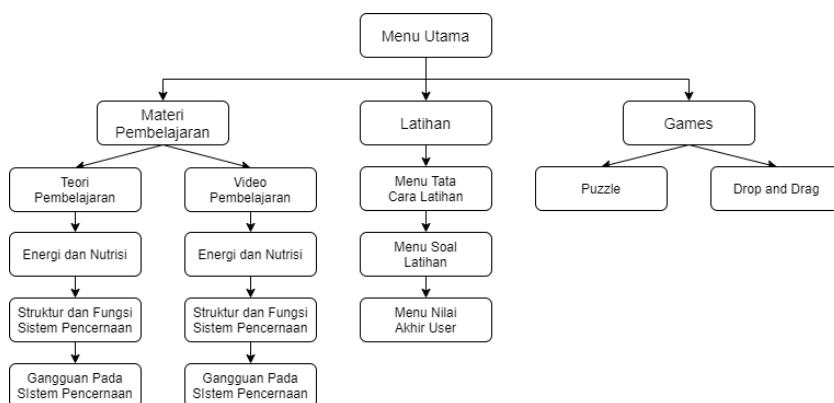 Menu Utama
Materi
Pembelajaran
Latihan
Games
Teori
Pembelajaran
Video
Pembelajaran
Menu Tata
Cara Latihan
Puzzle
Drop and Drag
Energi dan Nutrisi
Energi dan Nutrisi
Menu Soal
Latihan
Struktur dan Fungsi
Sistem Pencernaan
Struktur dan Fungsi
Sistem Pencernaan
Menu Nilai
Akhir User
Gangguan Pada
SIstem Pencernaan
Gangguan Pada
SIstem Pencernaan